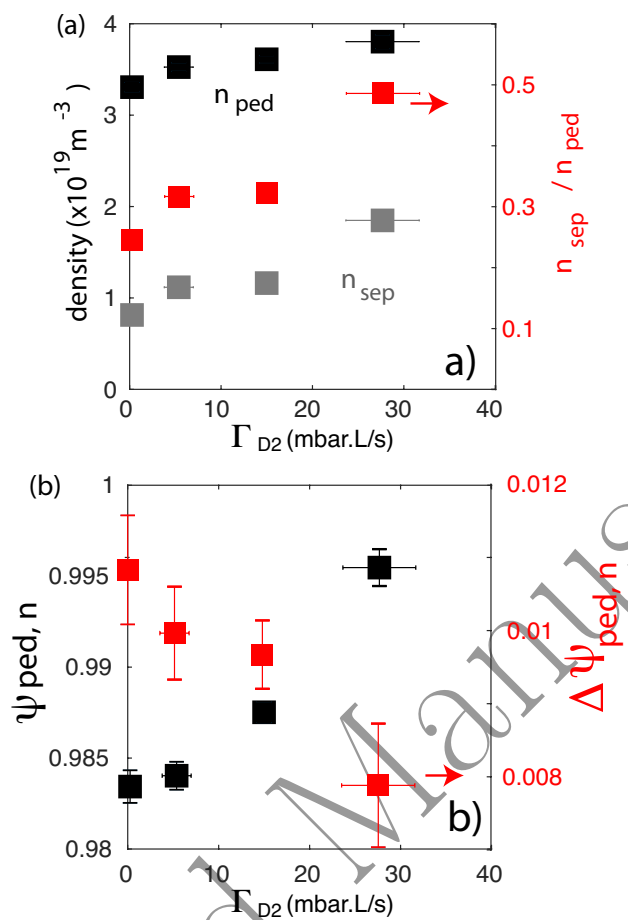 (a)
4
3
2
1
0
density (x10 19 m -3 )
n ped
n sep
0.5
0.3
0.1
n sep / n ped
a)
0 10 20 30 40
Γ D2 (mbar.L/s)
(b)
1
0.995
0.99
0.985
0.98
ψ ped, n
0.012
0.01
0.008
Δ ψ ped, n
b)
0 10 20 30 40
Γ D2 (mbar.L/s)
d Manus